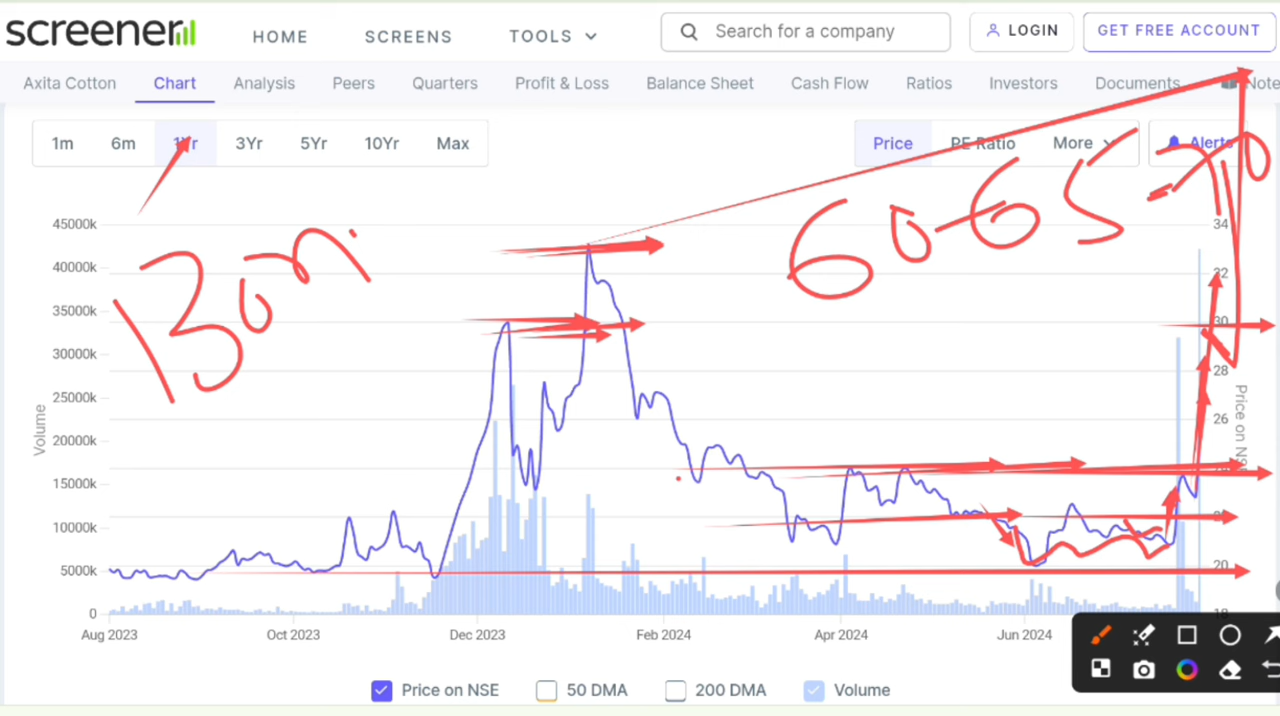 screener HOME SCREENS TOOLS Search for a company LOGIN GET FREE ACCOUNT
Axita Cotton Chart Analysis Peers Quarters Profit & Loss Balance Sheet Cash Flow Ratios Investors Documents Note
1m 6m 1Yr 3Yr 5Yr 10Yr Max Price PE Ratio More Alerts
60-65-70
45000k 34
40000k 32
35000k 30
30000k 28
25000k 26
20000k
15000k
10000k
5000k 20
0 18
Volume
Price on NS
Aug 2023 Oct 2023 Dec 2023 Feb 2024 Apr 2024 Jun 2024
Price on NSE 50 DMA 200 DMA Volume